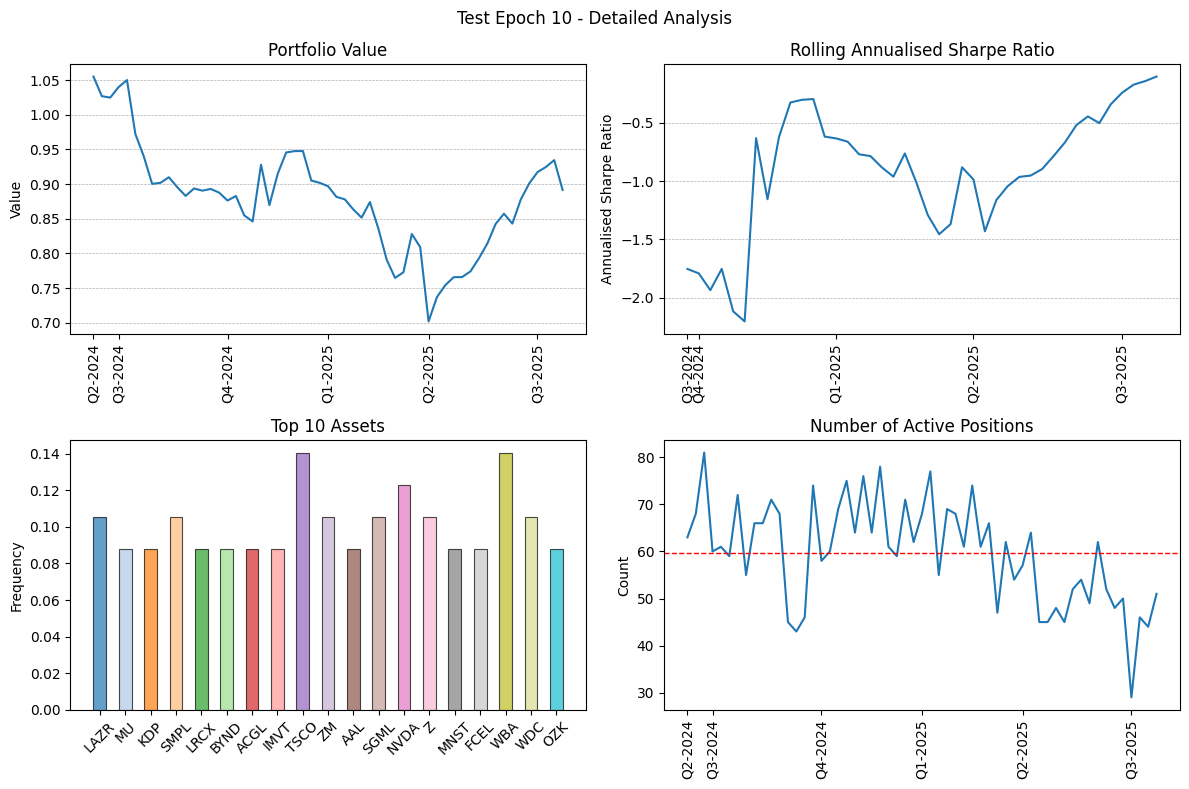 Test Epoch 10 - Detailed Analysis
Portfolio Value
Value
1.05
1.00
0.95
0.90
0.85
0.80
0.75
0.70
Q2-2024
Q3-2024
Q4-2024
Q1-2025
Q2-2025
Q3-2025
Rolling Annualised Sharpe Ratio
Annualised Sharpe Ratio
−0.5
−1.0
−1.5
−2.0
Q3-2024
Q4-2024
Q1-2025
Q2-2025
Q3-2025
Top 10 Assets
Frequency
0.14
0.12
0.10
0.08
0.06
0.04
0.02
0.00
LAZR
MU
KDP
SMPL
LRCX
BYND
ACGL
IMVT
TSCO
ZM
AAL
SGML
NVDA
Z
MNST
FCEL
WBA
WDC
OZK
Number of Active Positions
Count
80
70
60
50
40
30
Q2-2024
Q3-2024
Q4-2024
Q1-2025
Q2-2025
Q3-2025